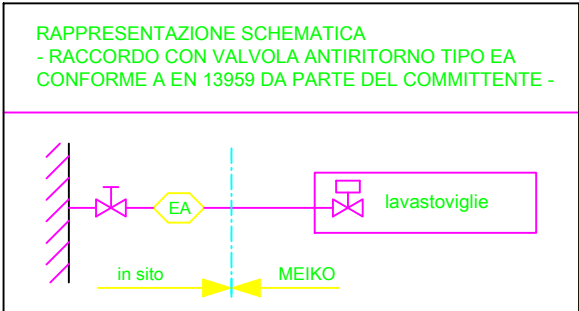 RAPPRESENTAZIONE SCHEMATICA
- RACCORDO CON VALVOLA ANTIRITORNO TIPO EA
CONFORME A EN 13959 DA PARTE DEL COMMITTENTE -
EA
lavastoviglie
in sito
MEIKO